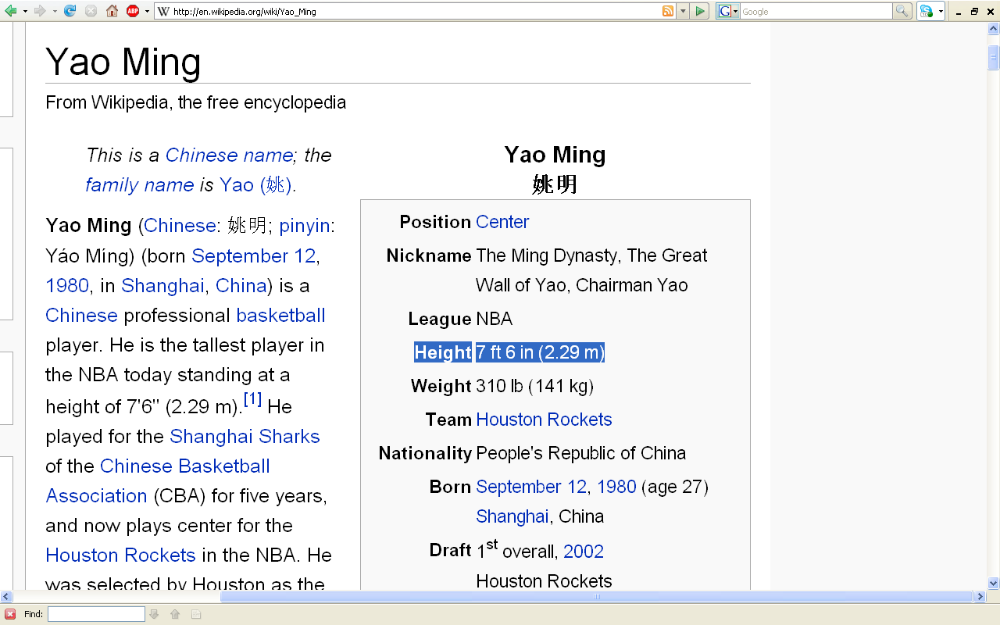 http://en.wikipedia.org/wiki/Yao_Ming
Google
Yao Ming
From Wikipedia, the free encyclopedia
This is a Chinese name; the
family name is Yao (姚).
Yao Ming (Chinese: 姚明; pinyin:
Yáo Míng) (born September 12,
1980, in Shanghai, China) is a
Chinese professional basketball
player. He is the tallest player in
the NBA today standing at a
height of 7'6" (2.29 m).[1] He
played for the Shanghai Sharks
of the Chinese Basketball
Association (CBA) for five years,
and now plays center for the
Houston Rockets in the NBA. He
was selected by Houston as the
Yao Ming
姚明
Position Center
Nickname The Ming Dynasty, The Great
Wall of Yao, Chairman Yao
League NBA
Height 7 ft 6 in (2.29 m)
Weight 310 lb (141 kg)
Team Houston Rockets
Nationality People's Republic of China
Born September 12, 1980 (age 27)
Shanghai, China
Draft 1st overall, 2002
Houston Rockets
Find: